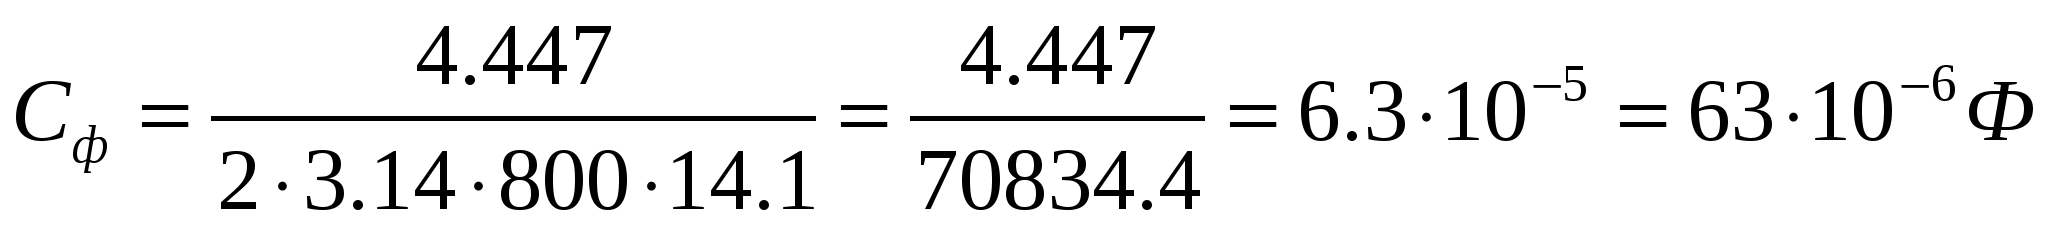 C_ф = 4.447 / (2·3.14·800·14.1) = 4.447 / 70834.4 = 6.3·10^−5 = 63·10^−6 Ф